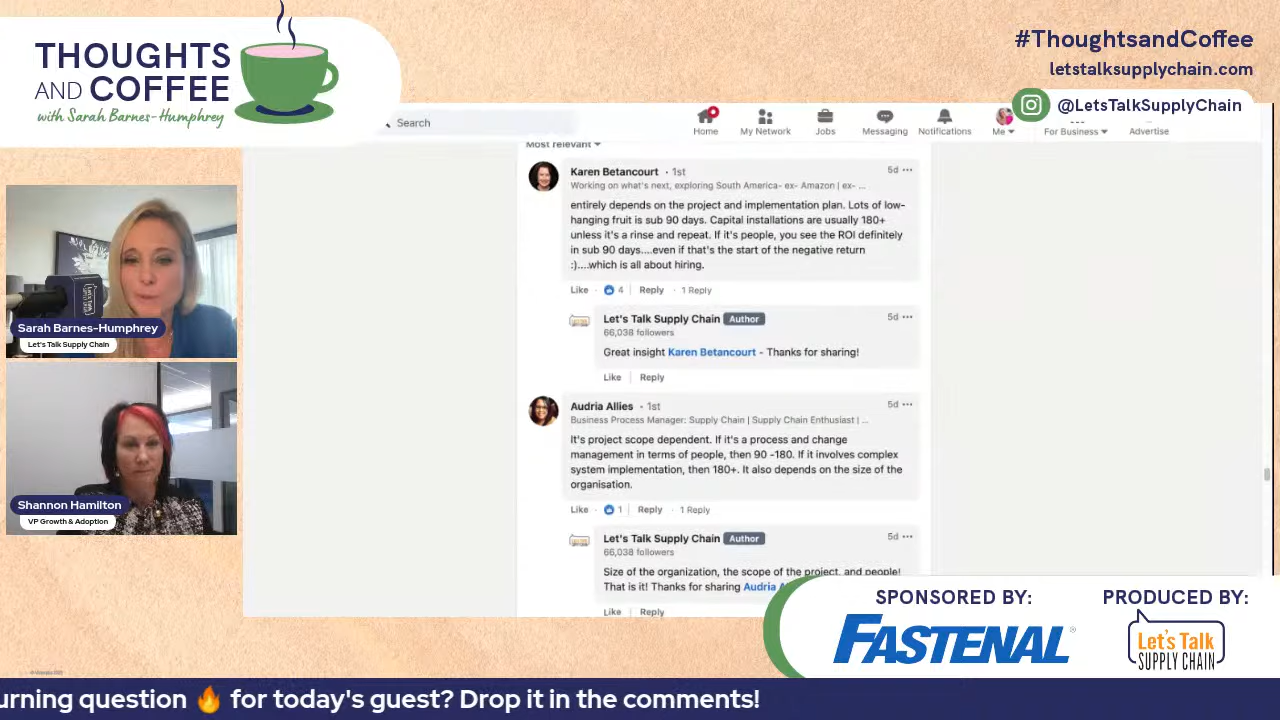 THOUGHTS
AND COFFEE
with Sarah Barnes-Humphrey
#ThoughtsandCoffee
letstalksupplychain.com
@LetsTalkSupplyChain
Search
Home
My Network
Jobs
Messaging
Notifications
Me
For Business
Advertise
Most relevant
Karen Betancourt · 1st
5d ···
Working on what's next, exploring South America- ex- Amazon | ex- ...
entirely depends on the project and implementation plan. Lots of low-
hanging fruit is sub 90 days. Capital installations are usually 180+
unless it's a rinse and repeat. If it's people, you see the ROI definitely
in sub 90 days....even if that's the start of the negative return
:)....which is all about hiring.
Like · 4 | Reply · 1 Reply
Let's Talk Supply Chain Author
5d ···
66,038 followers
Great insight Karen Betancourt - Thanks for sharing!
Like | Reply
Audria Allies · 1st
5d ···
Business Process Manager: Supply Chain | Supply Chain Enthusiast | ...
It's project scope dependent. If it's a process and change
management in terms of people, then 90 -180. If it involves complex
system implementation, then 180+. It also depends on the size of the
organisation.
Like · 1 | Reply · 1 Reply
Let's Talk Supply Chain Author
5d ···
66,038 followers
Size of the organization, the scope of the project, and people!
That is it! Thanks for sharing Audria A
Like | Reply
Sarah Barnes-Humphrey
Let's Talk Supply Chain
Shannon Hamilton
VP Growth & Adoption
SPONSORED BY:
FASTENAL®
PRODUCED BY:
Let's Talk
SUPPLY CHAIN
urning question 🔥 for today's guest? Drop it in the comments!